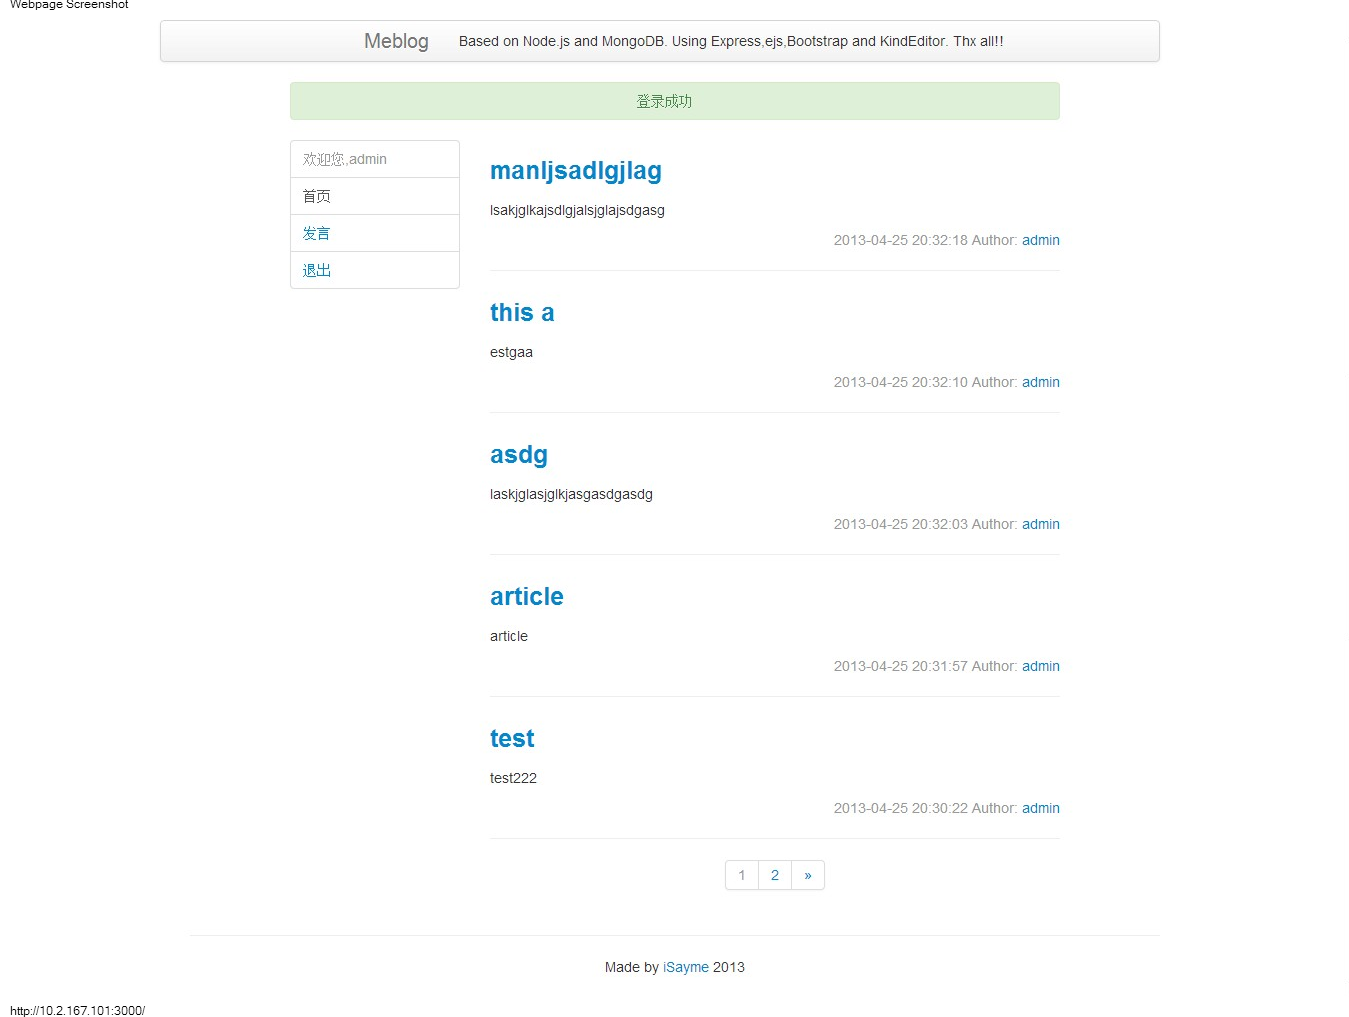 Webpage Screenshot
Meblog Based on Node.js and MongoDB. Using Express,ejs,Bootstrap and KindEditor. Thx all!!
登录成功
欢迎您,admin
首页
发言
退出
manljsadlgjlag
lsakjglkajsdlgjalsjglajsdgasg
2013-04-25 20:32:18 Author: admin
this a
estgaa
2013-04-25 20:32:10 Author: admin
asdg
laskjglasjglkjasgasdgasdg
2013-04-25 20:32:03 Author: admin
article
article
2013-04-25 20:31:57 Author: admin
test
test222
2013-04-25 20:30:22 Author: admin
1 2 »
Made by iSayme 2013
http://10.2.167.101:3000/